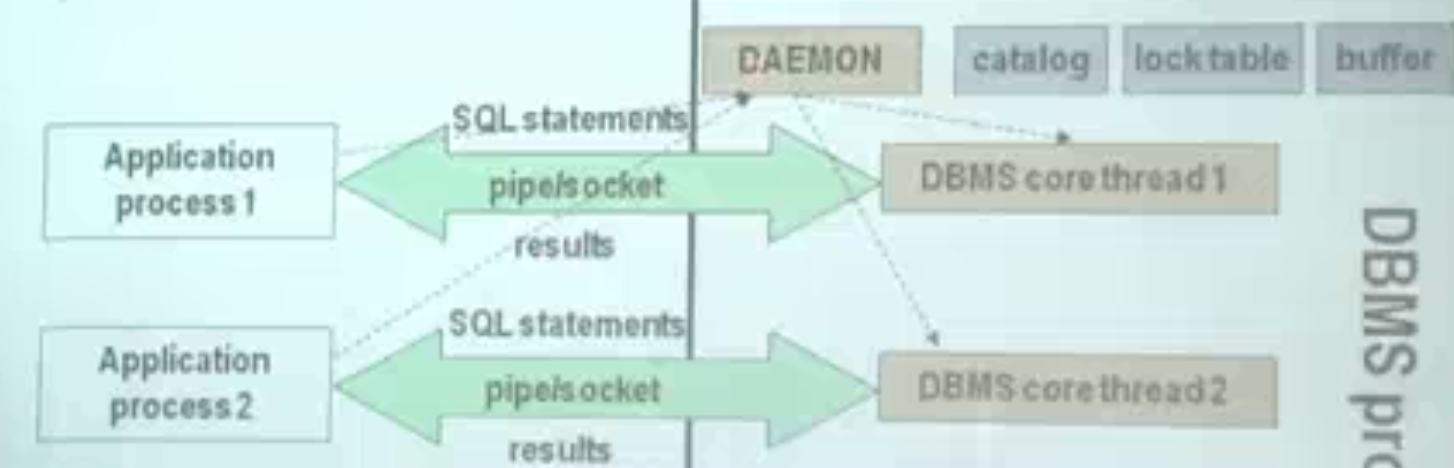 DAEMON
catalog
lock table
buffer
SQL statements
Application
process 1
pipe/socket
DBMS core thread 1
results
SQL statements
Application
process 2
pipe/socket
DBMS core thread 2
results
DBMS pro